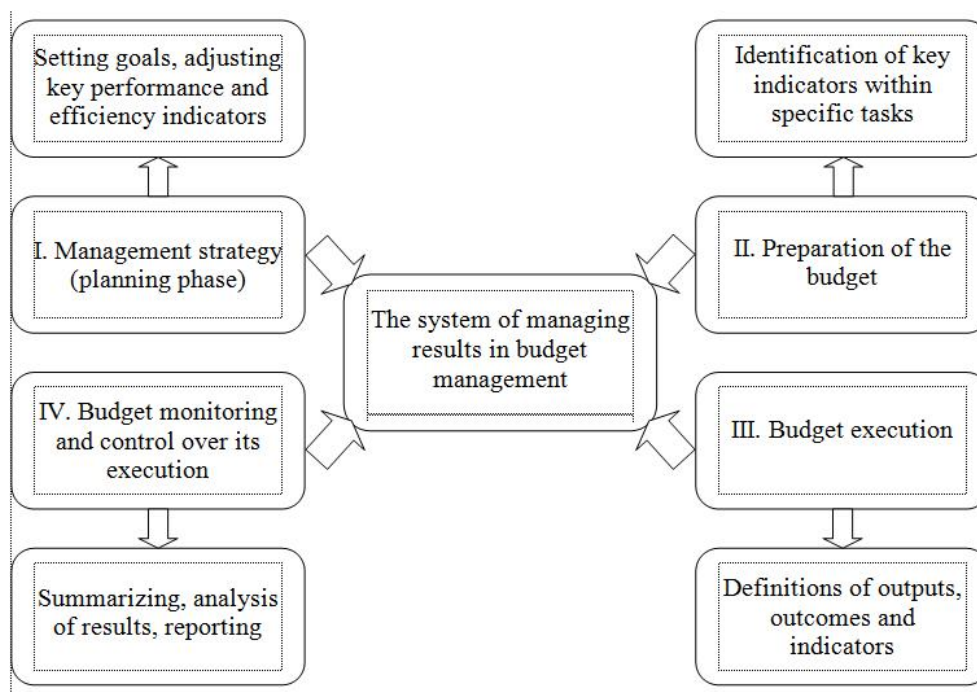 Setting goals, adjusting
key performance and
efficiency indicators
Identification of key
indicators within
specific tasks
I. Management strategy
(planning phase)
II. Preparation of the
budget
The system of managing
results in budget
management
IV. Budget monitoring
and control over its
execution
III. Budget execution
Summarizing, analysis
of results, reporting
Definitions of outputs,
outcomes and
indicators